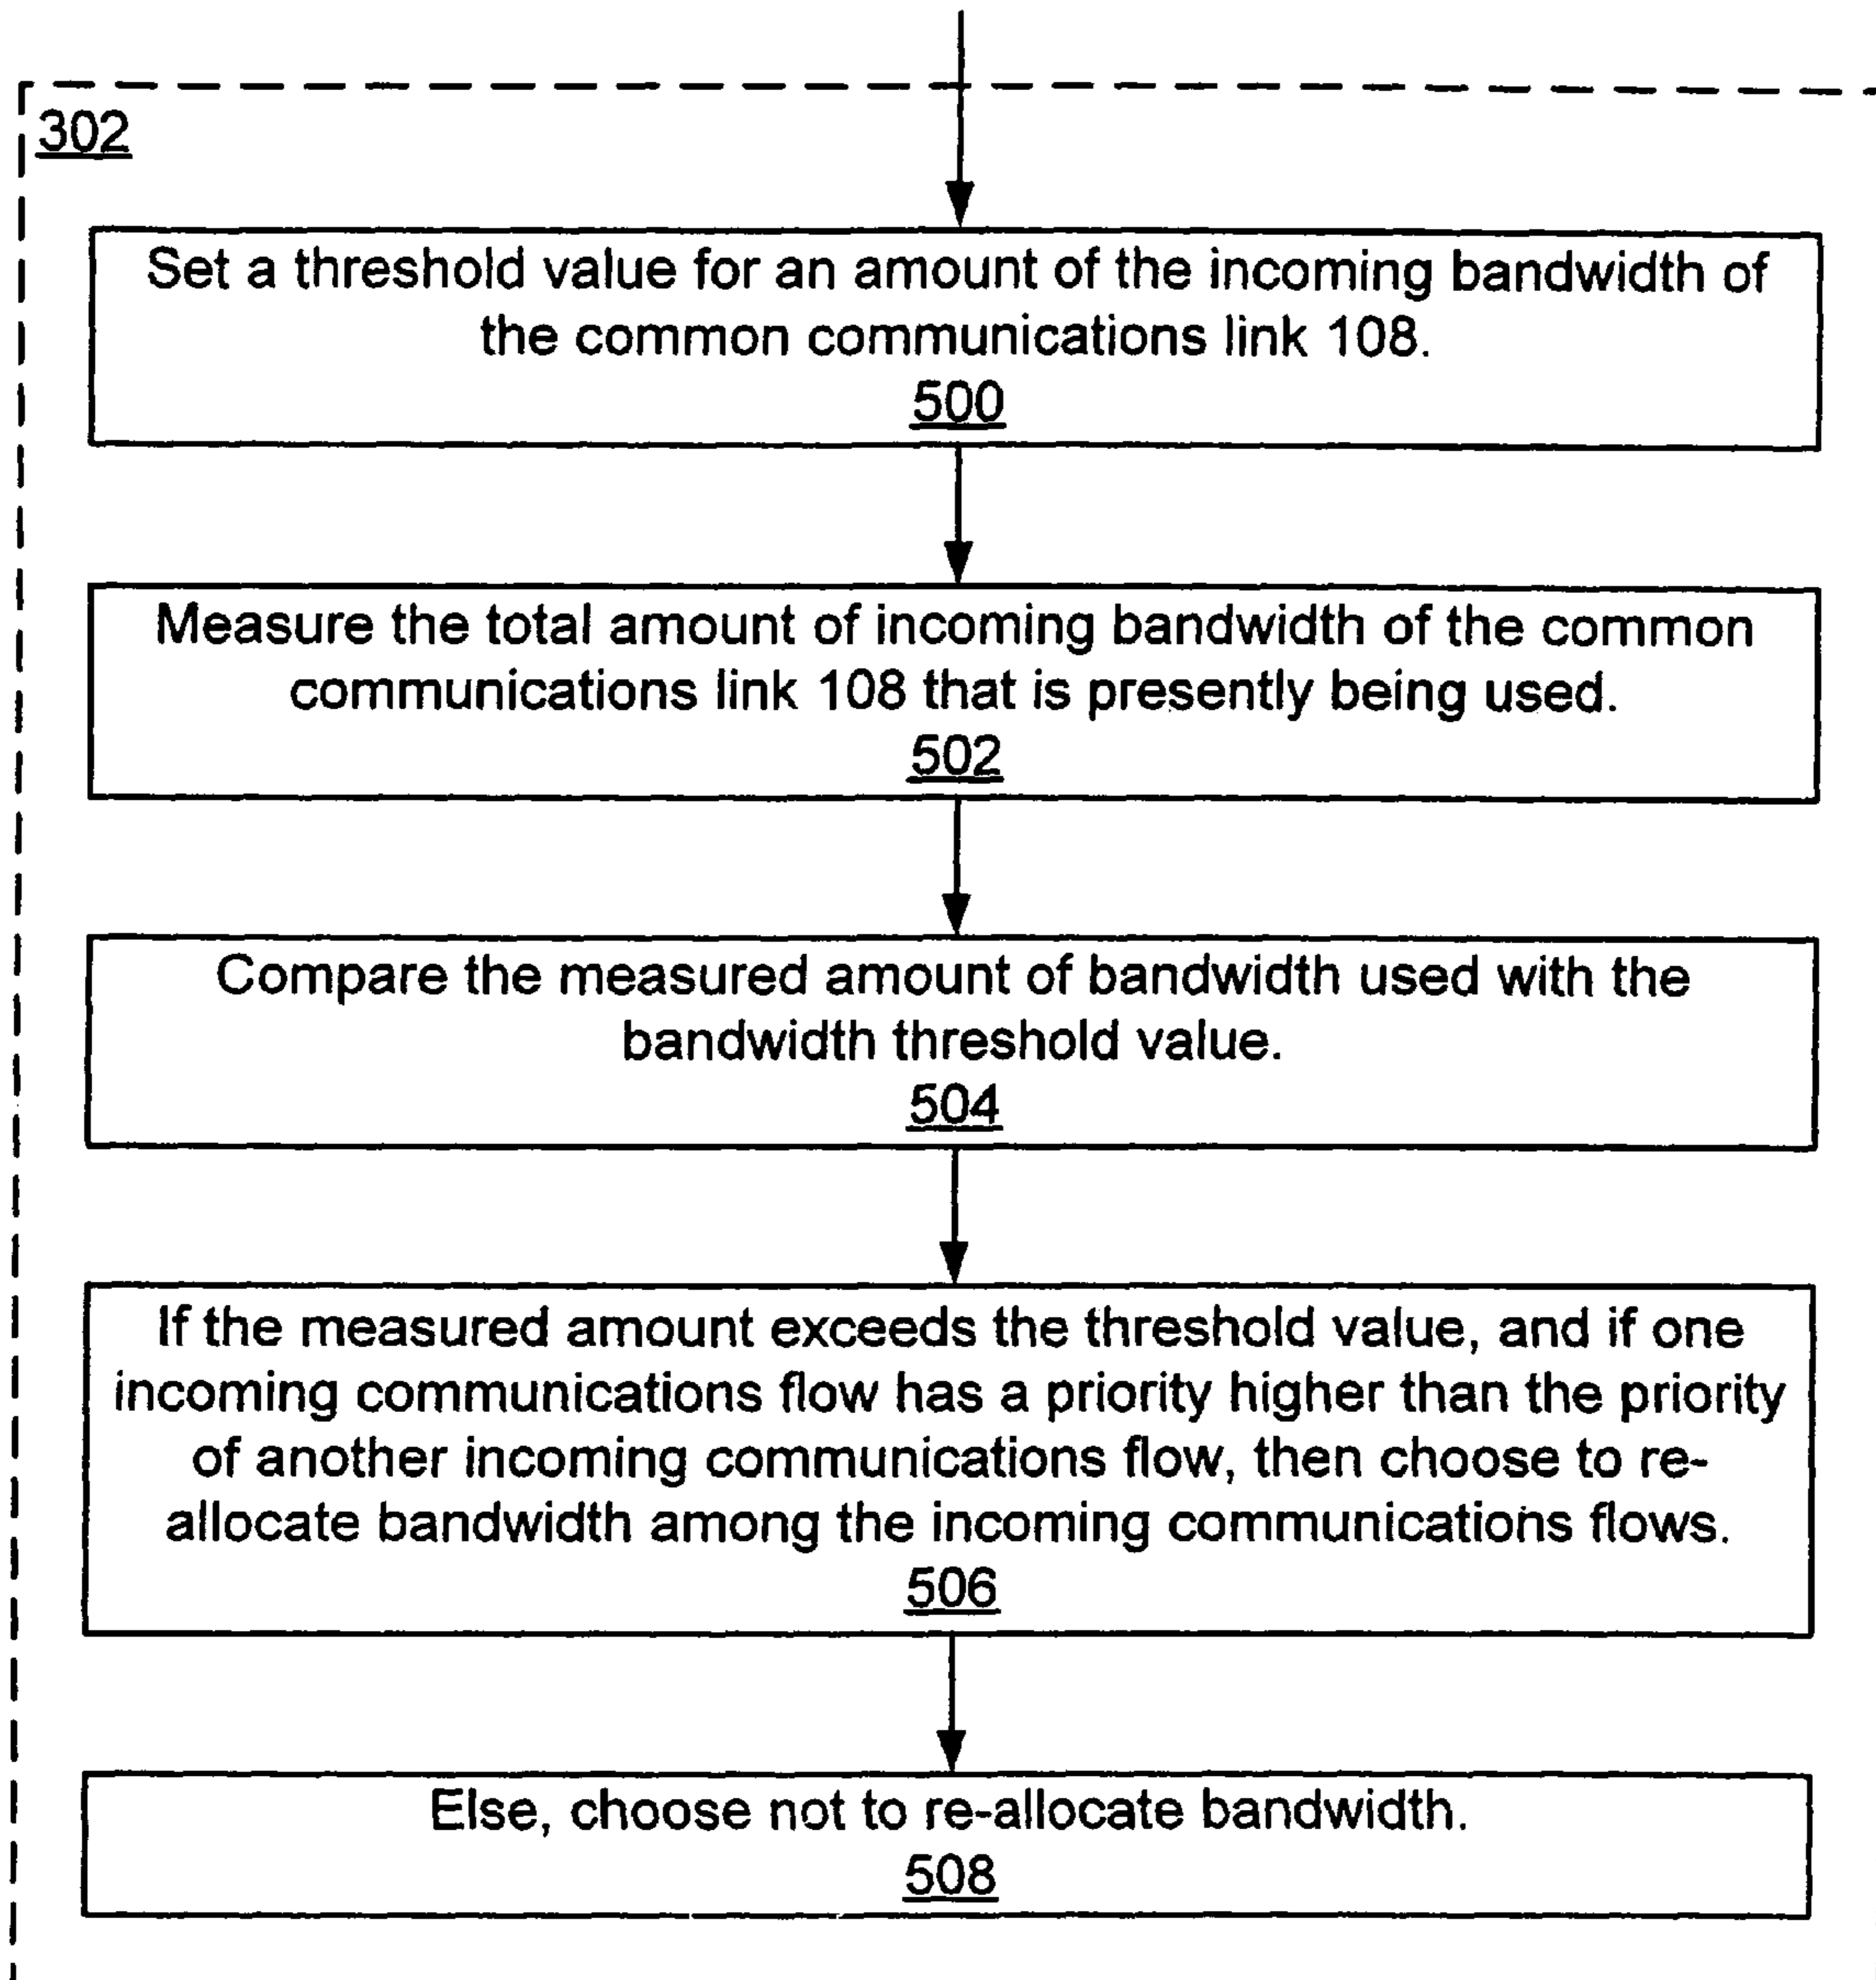 302
Set a threshold value for an amount of the incoming bandwidth of
the common communications link 108.
500
Measure the total amount of incoming bandwidth of the common
communications link 108 that is presently being used.
502
Compare the measured amount of bandwidth used with the
bandwidth threshold value.
504
If the measured amount exceeds the threshold value, and if one
incoming communications flow has a priority higher than the priority
of another incoming communications flow, then choose to re-
allocate bandwidth among the incoming communications flows.
506
Else, choose not to re-allocate bandwidth.
508